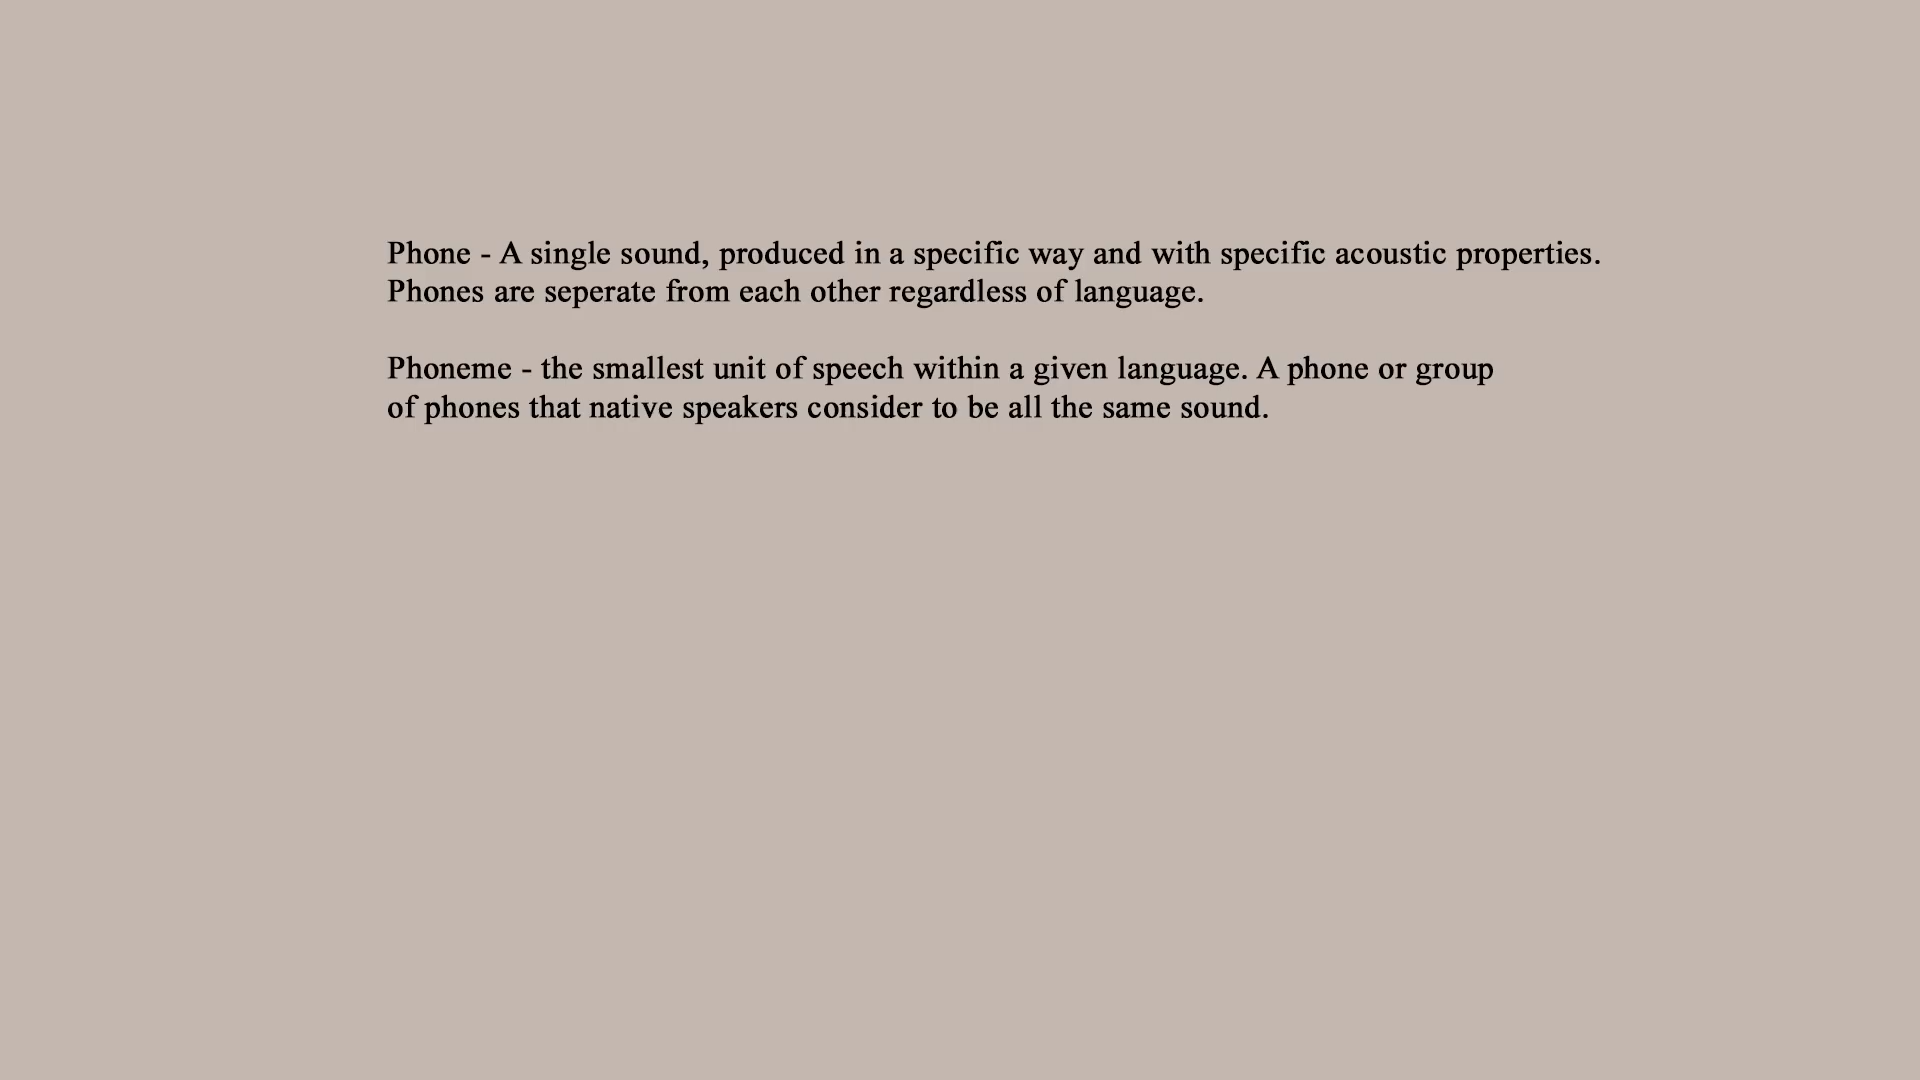 Phone - A single sound, produced in a specific way and with specific acoustic properties.
Phones are seperate from each other regardless of language.
Phoneme - the smallest unit of speech within a given language. A phone or group
of phones that native speakers consider to be all the same sound.